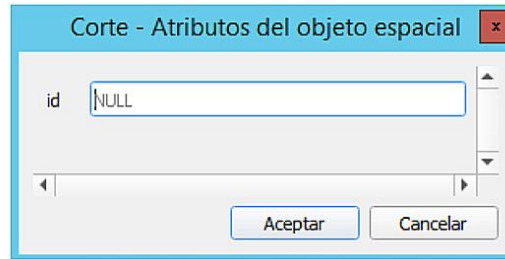 Corte - Atributos del objeto espacial x
id NULL
Aceptar Cancelar